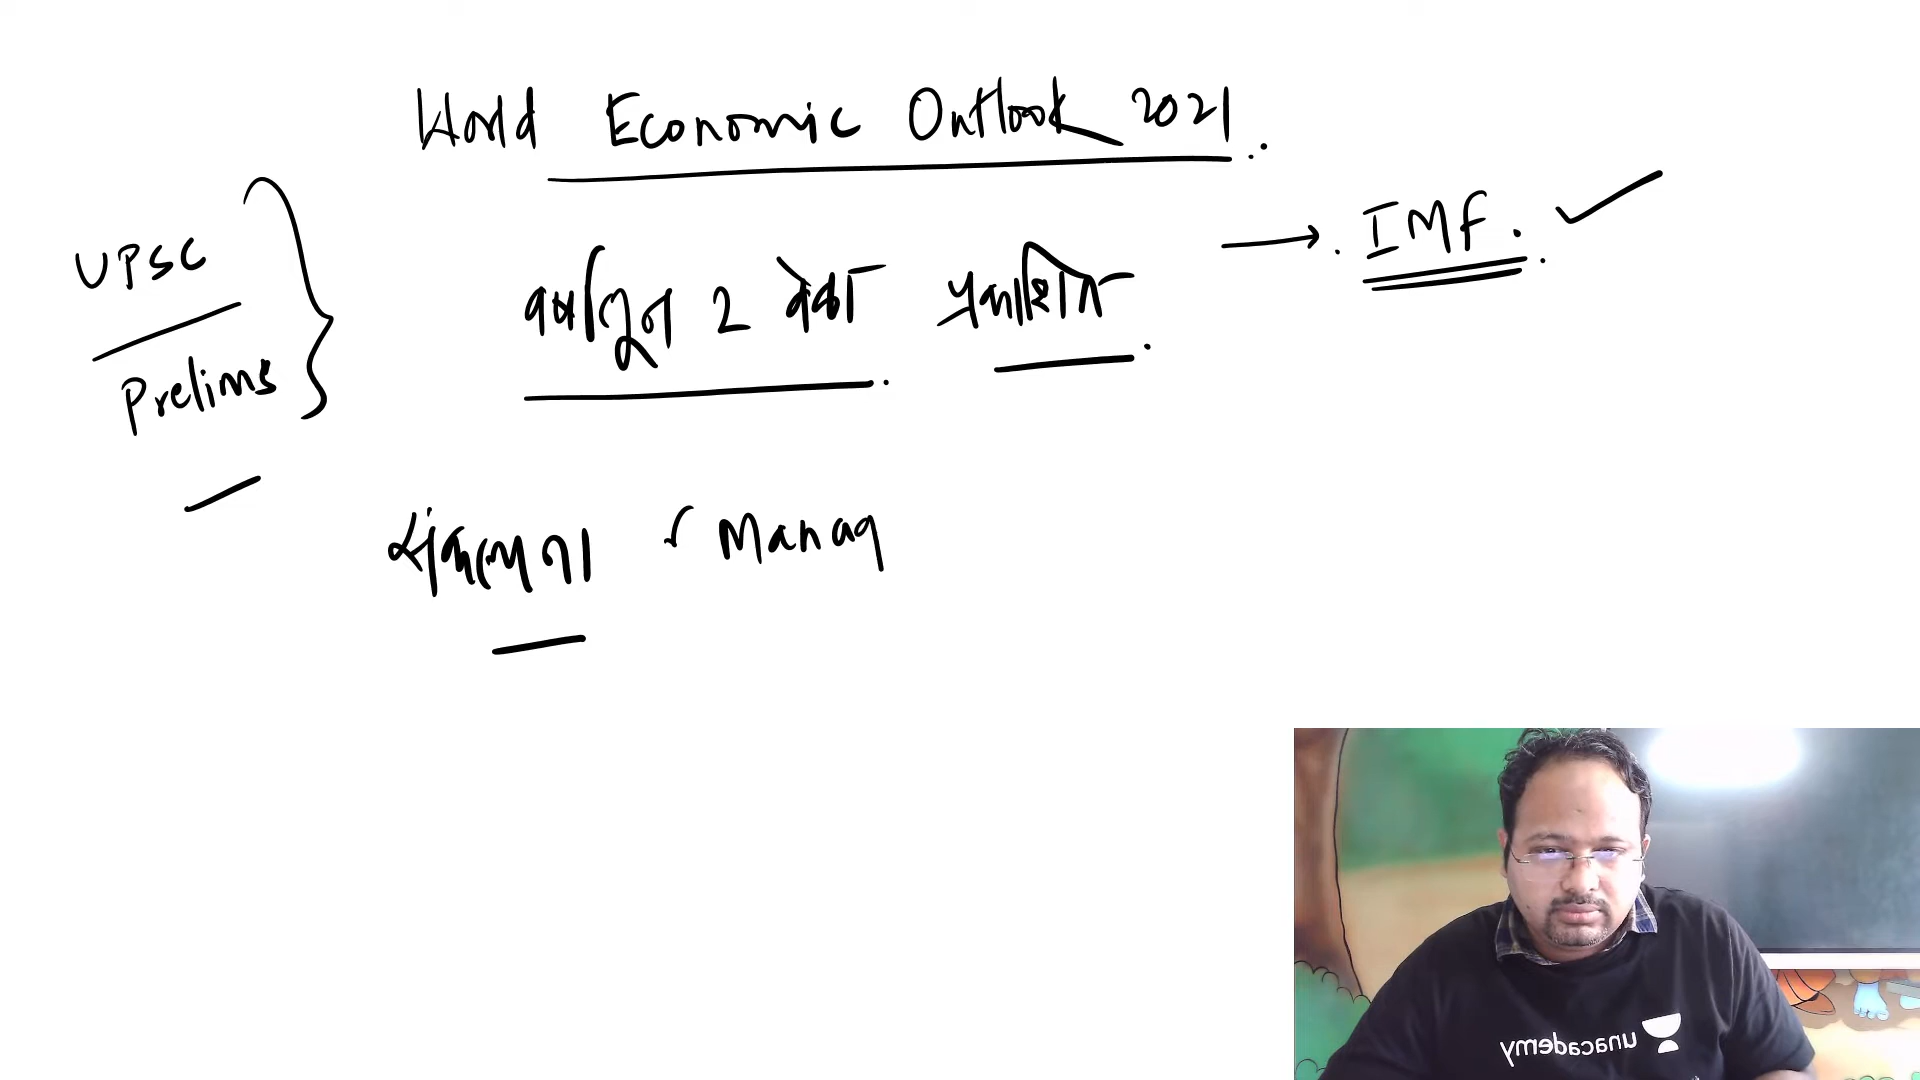 World Economic Outlook 2021
→ IMF.
UPSC
वर्षातून 2 वेळा प्रकाशित
Prelims
संकल्पना ( Manag
unacademy